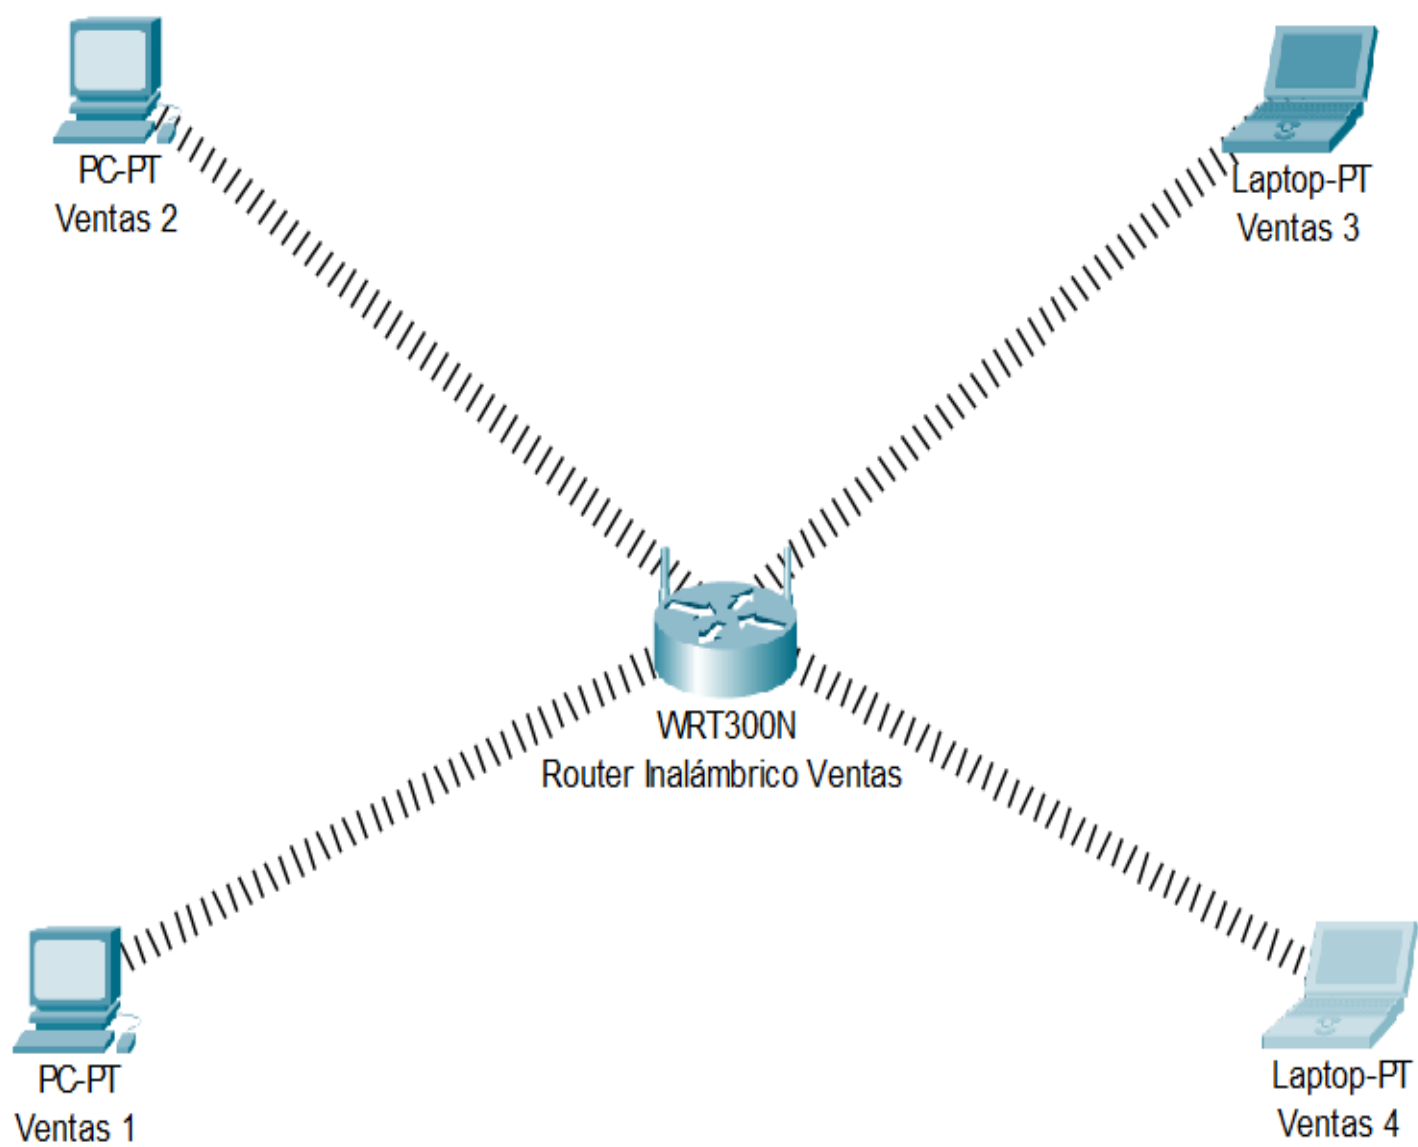 PC-PT
Ventas 2
Laptop-PT
Ventas 3
WRT300N
Router Inalámbrico Ventas
PC-PT
Ventas 1
Laptop-PT
Ventas 4